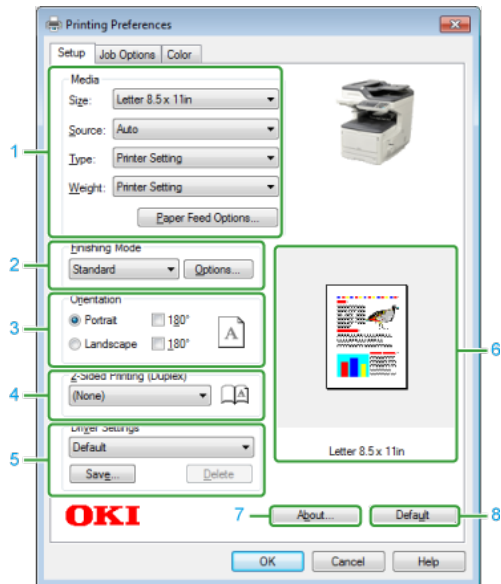 Printing Preferences
Setup Job Options Color
Media
Size: Letter 8.5 x 11in
1
Source: Auto
Type: Printer Setting
Weight: Printer Setting
Paper Feed Options...
2
Finishing Mode
Standard Options...
Orientation
3
Portrait 180°
A
Landscape 180°
6
2-Sided Printing (Duplex)
4
(None) A
Driver Settings
5
Default
Letter 8.5 x 11in
Save... Delete
OKI
7 About... Default 8
OK Cancel Help